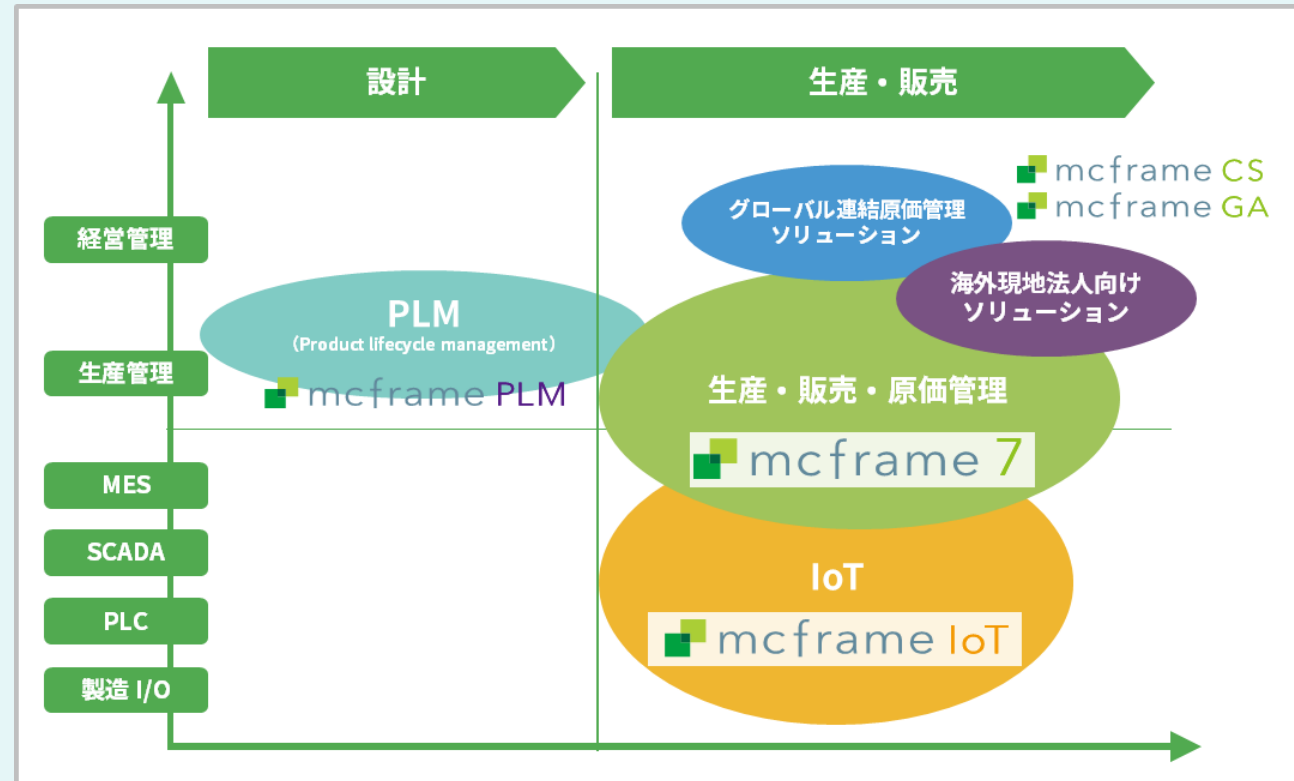 設計
生産・販売
mcframe CS
mcframe GA
グローバル連結原価管理
ソリューション
経営管理
海外現地法人向け
ソリューション
PLM
（Product lifecycle management）
生産管理
mcframe PLM
生産・販売・原価管理
mcframe 7
MES
SCADA
IoT
PLC
mcframe IoT
製造 I/O